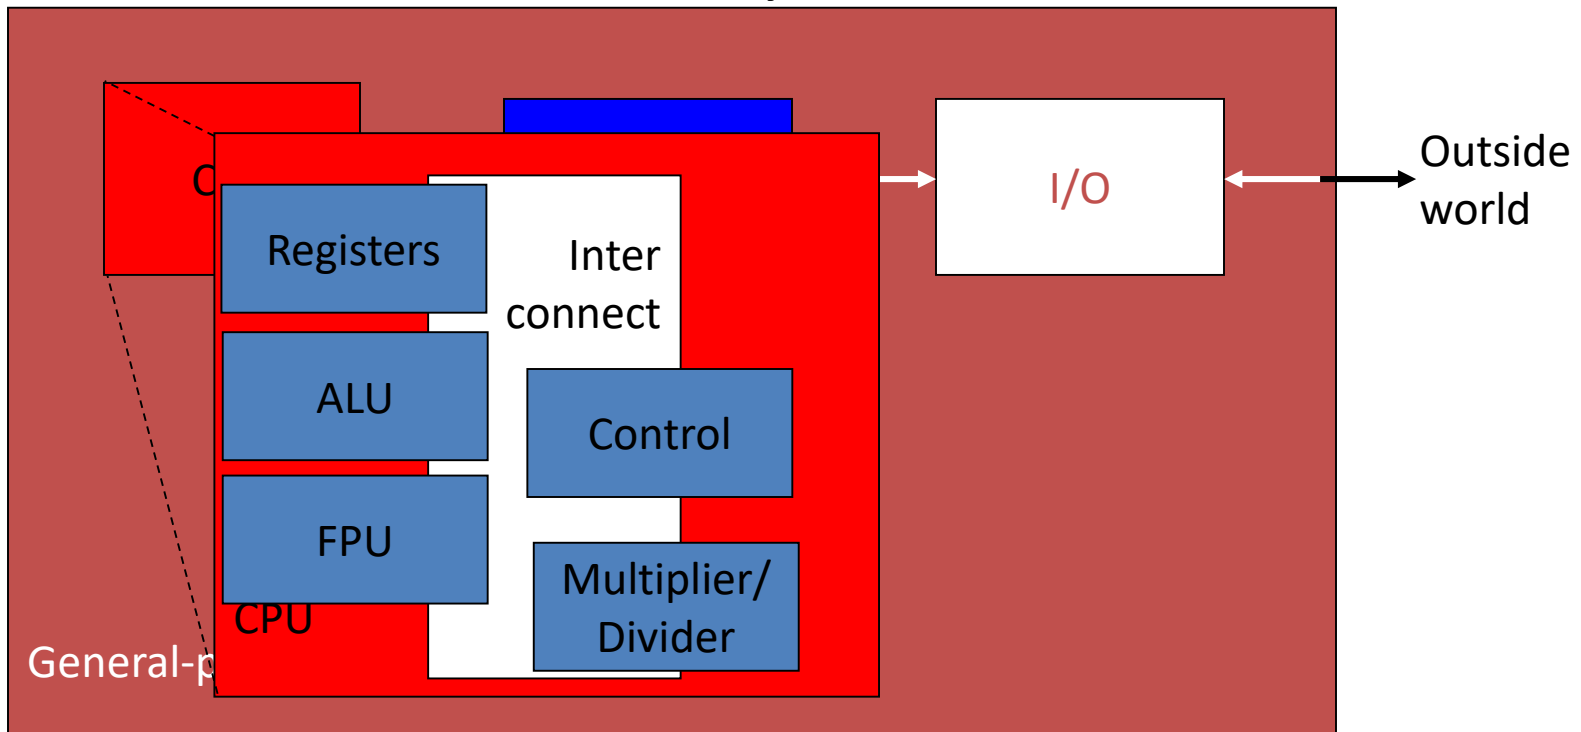 Outside
world
I/O
C
Registers
Inter
connect
ALU
Control
FPU
Multiplier/
Divider
CPU
General-p